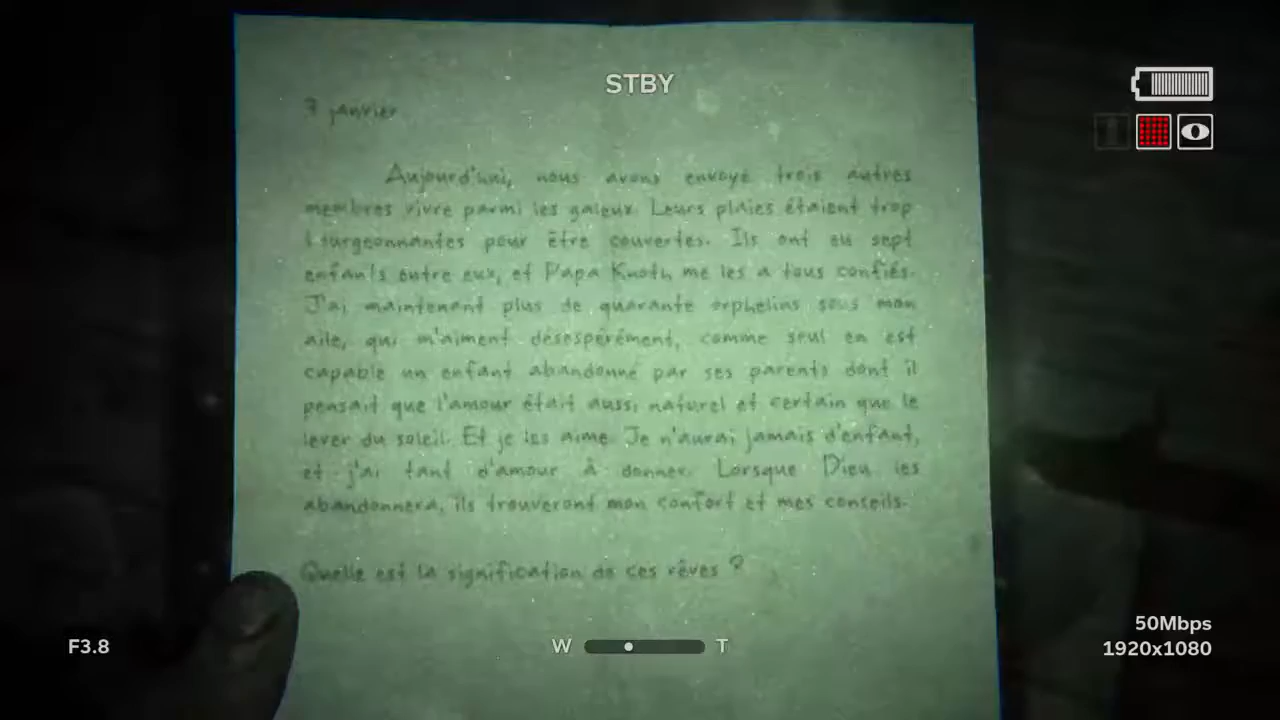 STBY
7 janvier
Aujourd'hui, nous avons envoyé trois autres
membres vivre parmi les galeux. Leurs plaies étaient trop
bourgeonnantes pour être couvertes. Ils ont eu sept
enfants entre eux, et Papa Knoth me les a tous confiés.
J'ai maintenant plus de quarante orphelins sous mon
aile, qui m'aiment désespérément, comme seul en est
capable un enfant abandonné par ses parents dont il
pensait que l'amour était aussi naturel et certain que le
lever du soleil. Et je les aime. Je n'aurai jamais d'enfant,
et j'ai tant d'amour à donner. Lorsque Dieu les
abandonnera, ils trouveront mon confort et mes conseils.
Quelle est la signification de ces rêves ?
F3.8
W T
50Mbps
1920x1080